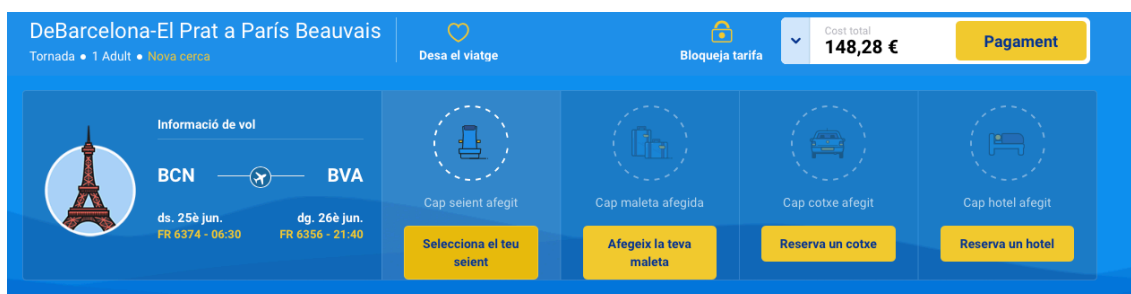 DeBarcelona-El Prat a París Beauvais
Tornada • 1 Adult • Nova cerca
Desa el viatge
Bloqueja tarifa
Cost total
148,28 €
Pagament
Informació de vol
BCN BVA
ds. 25è jun. dg. 26è jun.
FR 6374 - 06:30 FR 6356 - 21:40
Cap seient afegit
Selecciona el teu
seient
Cap maleta afegida
Afegeix la teva
maleta
Cap cotxe afegit
Reserva un cotxe
Cap hotel afegit
Reserva un hotel